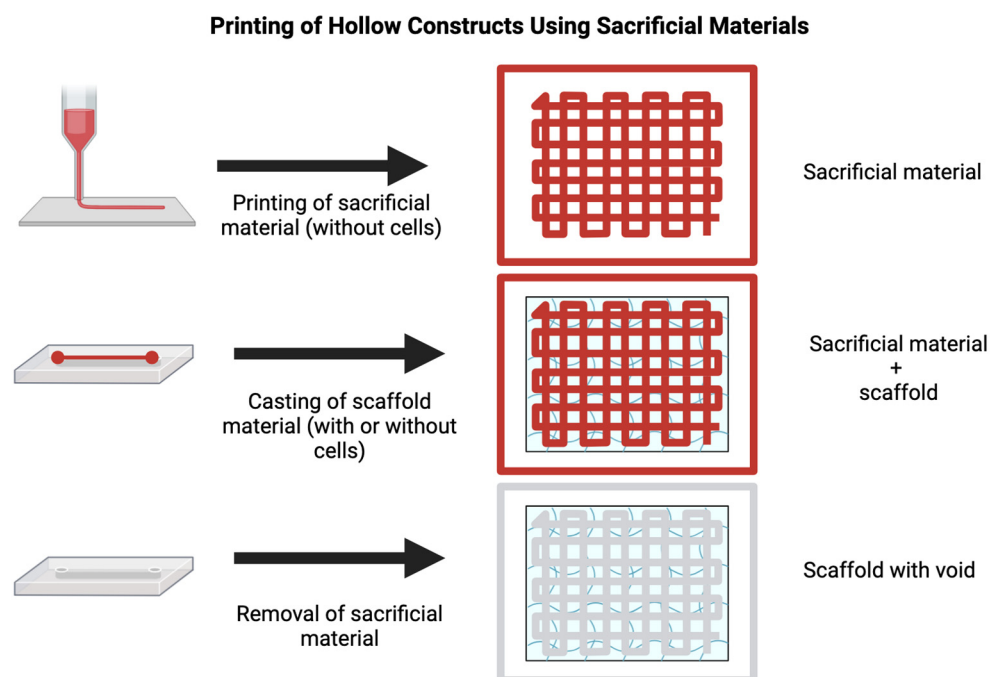 Printing of Hollow Constructs Using Sacrificial Materials
Printing of sacrificial
material (without cells)
Sacrificial material
Casting of scaffold
material (with or without
cells)
Sacrificial material
+
scaffold
Removal of sacrificial
material
Scaffold with void